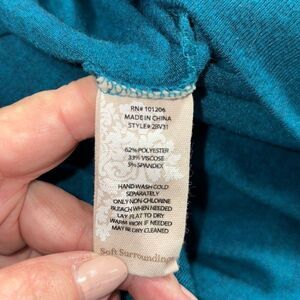 RN# 101206
MADE IN CHINA
STYLE# 2BV31
62% POLYESTER
33% VISCOSE
5% SPANDEX
HAND WASH COLD
SEPARATELY
ONLY NON-CHLORINE
BLEACH WHEN NEEDED
LAY FLAT TO DRY
WARM IRON IF NEEDED
MAY BE DRY CLEANED
Soft Surroundings